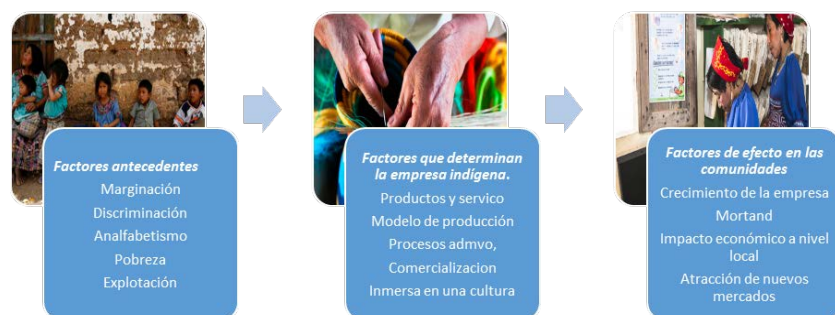 Factores antecedentes
Marginación
Discriminación
Analfabetismo
Pobreza
Explotación
Factores que determinan
la empresa indígena.
Productos y servico
Modelo de producción
Procesos admvo,
Comercializacion
Inmersa en una cultura
Factores de efecto en las
comunidades
Crecimiento de la empresa
Mortand
Impacto económico a nivel
local
Atracción de nuevos
mercados